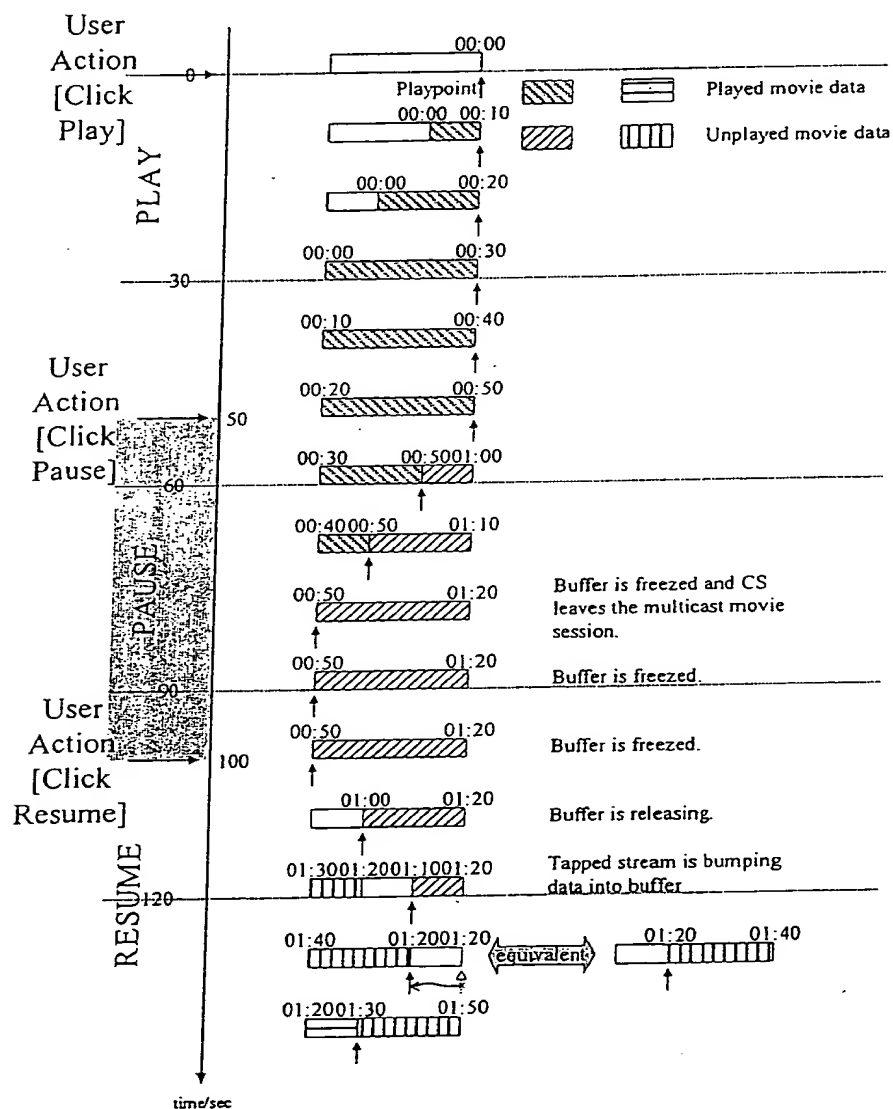 User
Action
[Click
Play]
0
00:00
Playpoint
00:00 00:10
Played movie data
Unplayed movie data
PLAY
00:00 00:20
00:00 00:30
30
00:10 00:40
User
Action
[Click
Pause]
00:20 00:50
50
00:30 00:5001:00
60
PAUSE
00:4000:50 01:10
00:50 01:20
Buffer is freezed and CS
leaves the multicast movie
session.
00:50 01:20
Buffer is freezed.
90
User
Action
[Click
Resume]
00:50 01:20
Buffer is freezed.
100
01:00 01:20
Buffer is releasing.
RESUME
01:3001:2001:1001:20
Tapped stream is bumping
data into buffer
120
01:40 01:2001:20
equivalent
01:20 01:40
01:2001:30 01:50
time/sec